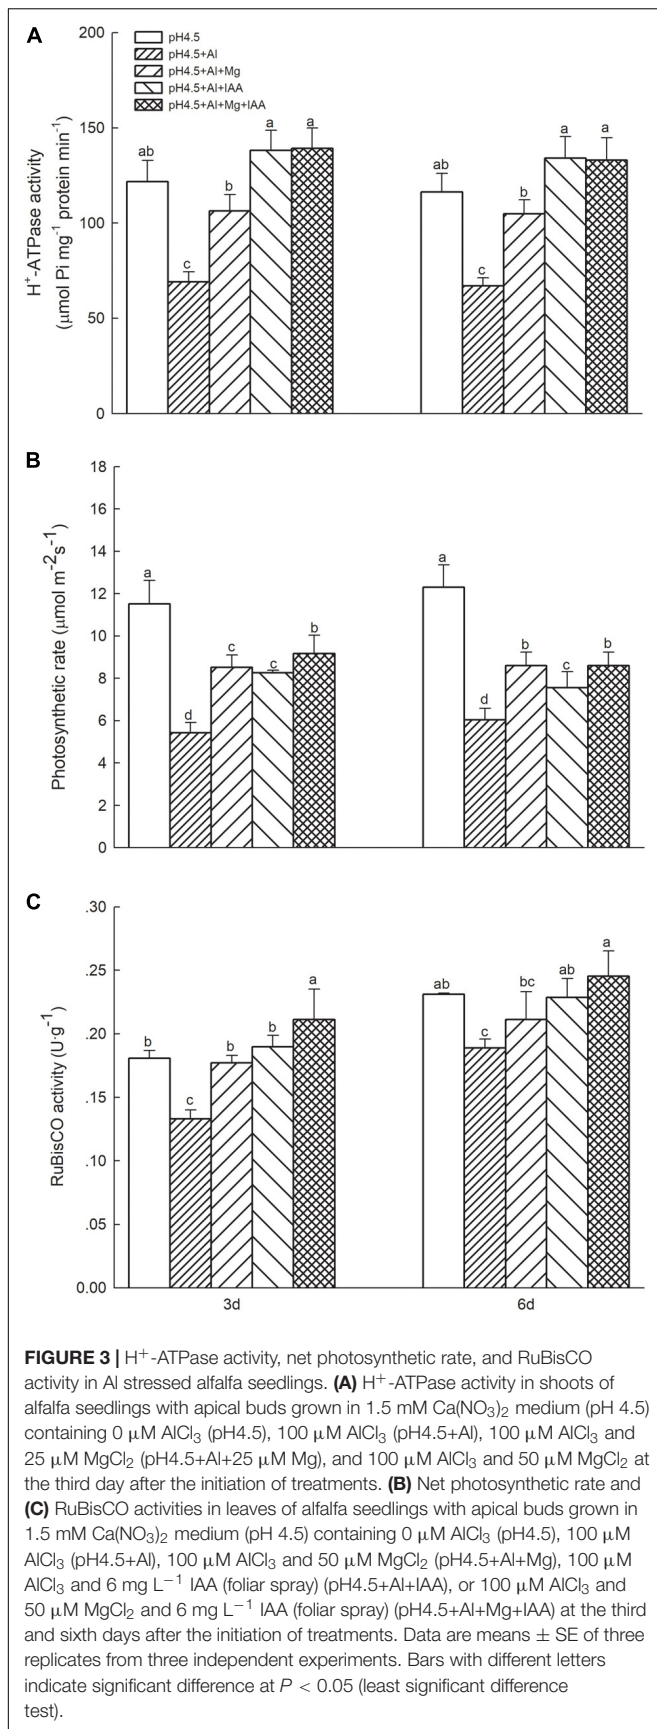 A
200
pH4.5
pH4.5+Al
pH4.5+Al+Mg
pH4.5+Al+IAA
pH4.5+Al+Mg+IAA
150
100
50
0
H⁺-ATPase activity
(μmol Pi mg⁻¹ protein min⁻¹)
ab
c
b
a
a
ab
c
b
a
a
B
18
16
14
12
10
8
6
4
2
0
Photosynthetic rate (μmol m⁻²s⁻¹)
a
d
c
c
b
a
d
b
c
b
C
.30
.25
.20
.15
.10
.05
0.00
RuBisCO activity (U·g⁻¹)
b
c
b
b
a
ab
c
bc
ab
a
3d
6d
FIGURE 3 | H⁺-ATPase activity, net photosynthetic rate, and RuBisCO
activity in Al stressed alfalfa seedlings. (A) H⁺-ATPase activity in shoots of
alfalfa seedlings with apical buds grown in 1.5 mM Ca(NO₃)₂ medium (pH 4.5)
containing 0 μM AlCl₃ (pH4.5), 100 μM AlCl₃ (pH4.5+Al), 100 μM AlCl₃ and
25 μM MgCl₂ (pH4.5+Al+25 μM Mg), and 100 μM AlCl₃ and 50 μM MgCl₂ at
the third day after the initiation of treatments. (B) Net photosynthetic rate and
(C) RuBisCO activities in leaves of alfalfa seedlings with apical buds grown in
1.5 mM Ca(NO₃)₂ medium (pH 4.5) containing 0 μM AlCl₃ (pH4.5), 100 μM
AlCl₃ (pH4.5+Al), 100 μM AlCl₃ and 50 μM MgCl₂ (pH4.5+Al+Mg), 100 μM
AlCl₃ and 6 mg L⁻¹ IAA (foliar spray) (pH4.5+Al+IAA), or 100 μM AlCl₃ and
50 μM MgCl₂ and 6 mg L⁻¹ IAA (foliar spray) (pH4.5+Al+Mg+IAA) at the third
and sixth days after the initiation of treatments. Data are means ± SE of three
replicates from three independent experiments. Bars with different letters
indicate significant difference at P < 0.05 (least significant difference
test).